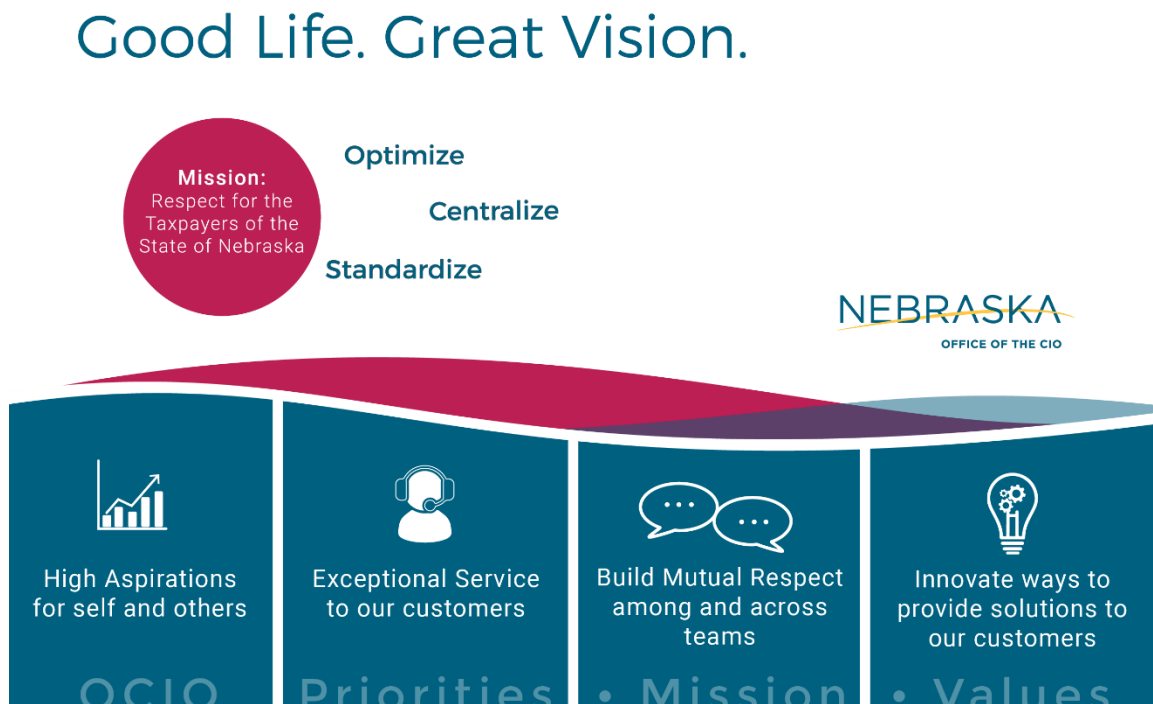 Good Life. Great Vision.
Mission:
Respect for the
Taxpayers of the
State of Nebraska
Optimize
Centralize
Standardize
NEBRASKA
OFFICE OF THE CIO
High Aspirations
for self and others
Exceptional Service
to our customers
Build Mutual Respect
among and across
teams
Innovate ways to
provide solutions to
our customers
OCIO Priorities • Mission • Values